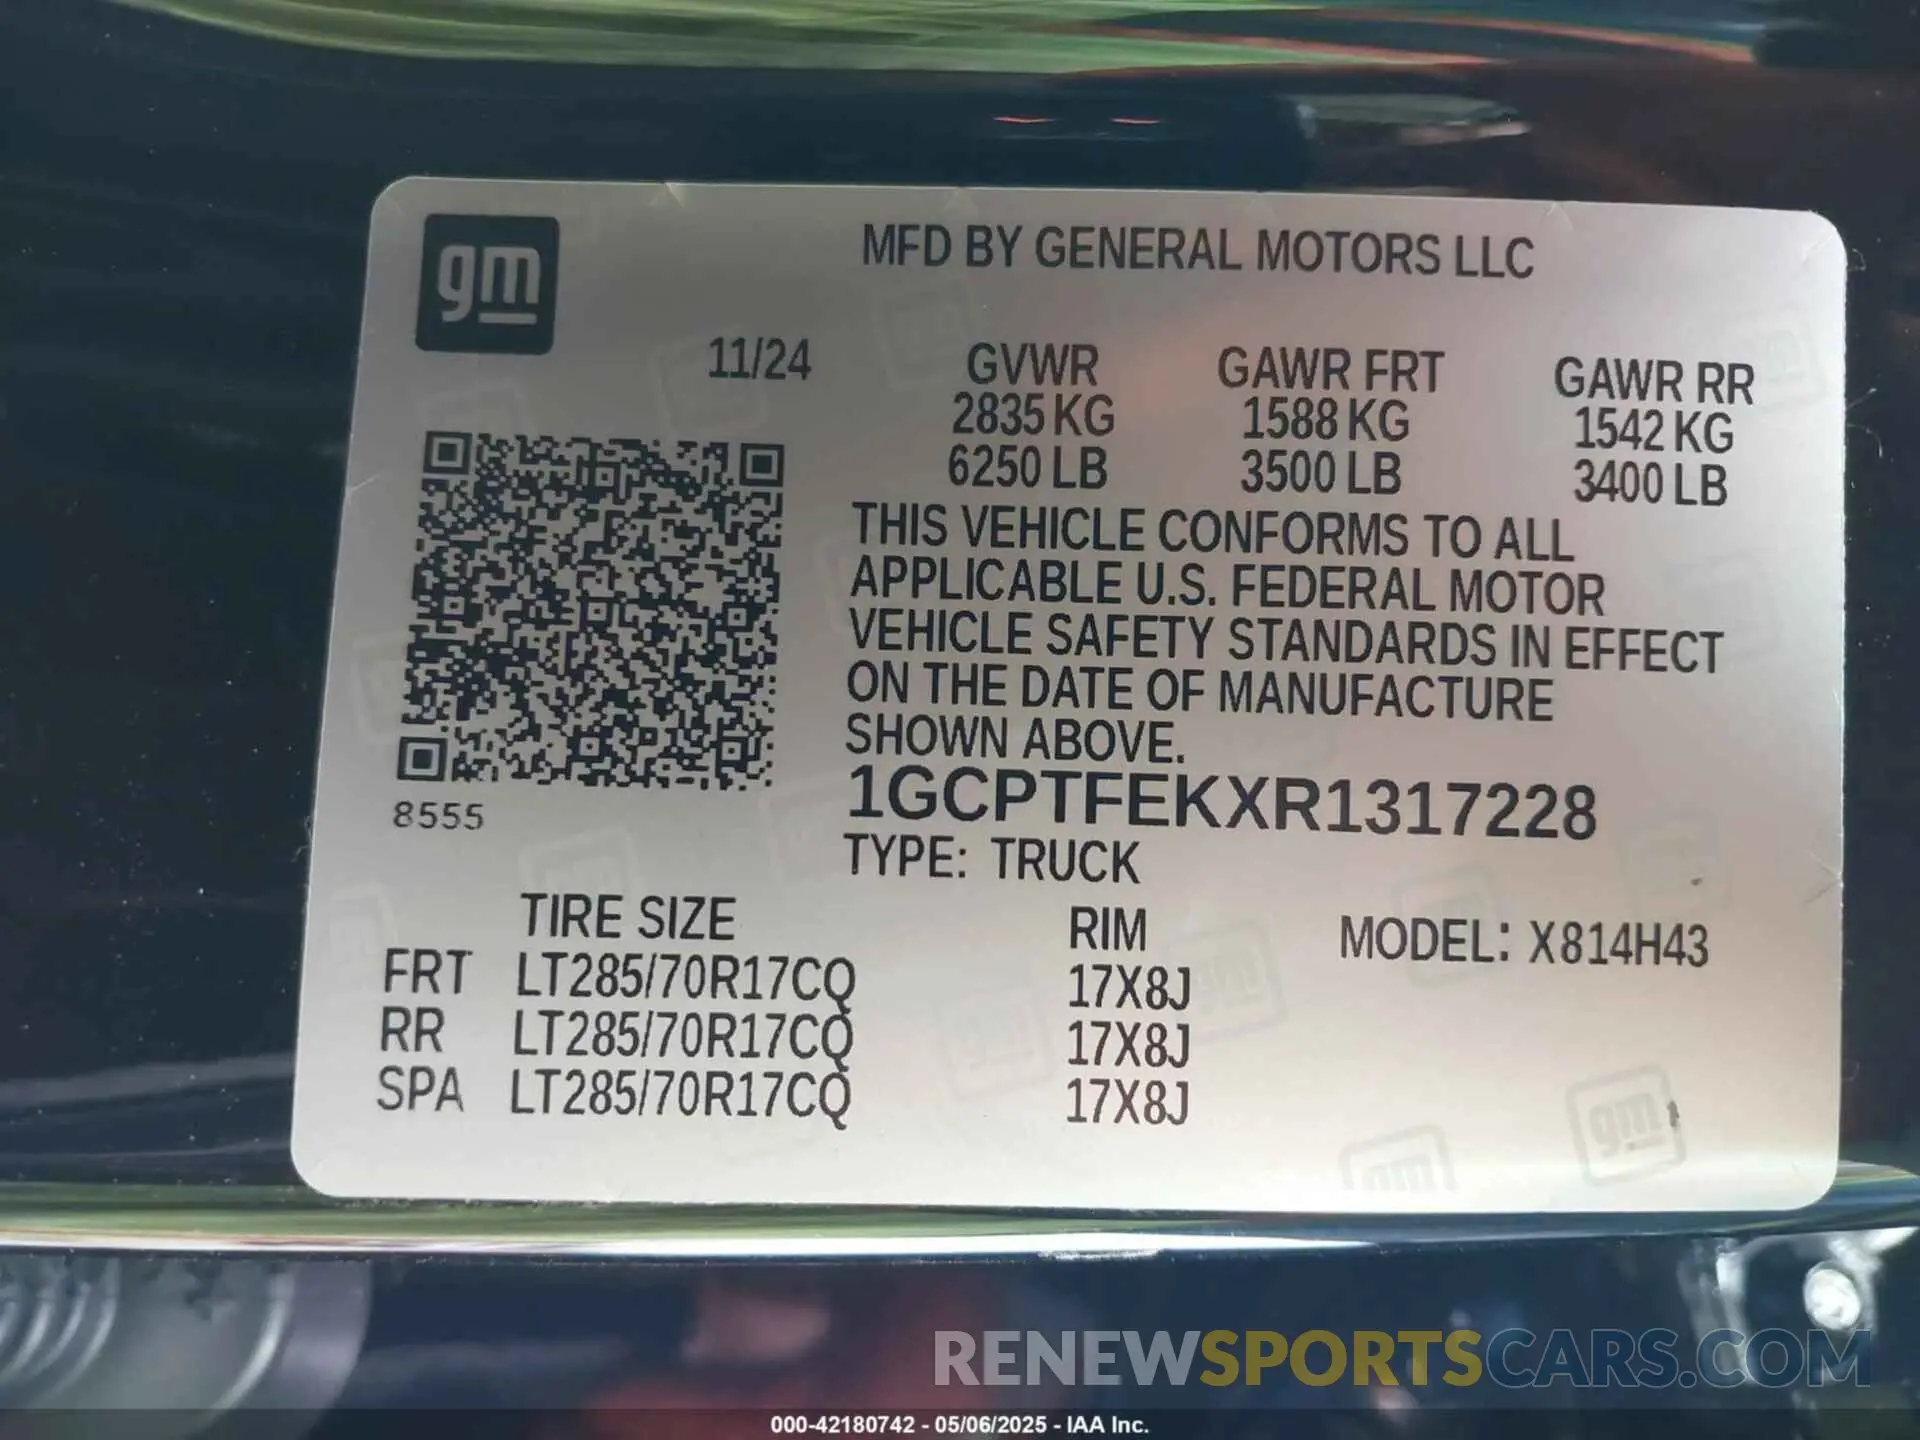 gm
MFD BY GENERAL MOTORS LLC
11/24 GVWR GAWR FRT GAWR RR
2835 KG 1588 KG 1542 KG
6250 LB 3500 LB 3400 LB
THIS VEHICLE CONFORMS TO ALL
APPLICABLE U.S. FEDERAL MOTOR
VEHICLE SAFETY STANDARDS IN EFFECT
ON THE DATE OF MANUFACTURE
SHOWN ABOVE.
1GCPTFEKXR1317228
8555
TYPE: TRUCK
TIRE SIZE RIM MODEL: X814H43
FRT LT285/70R17CQ 17X8J
RR LT285/70R17CQ 17X8J
SPA LT285/70R17CQ 17X8J
gm
gm
RENEWSPORTSCARS.COM
000-42180742 - 05/06/2025 - IAA Inc.